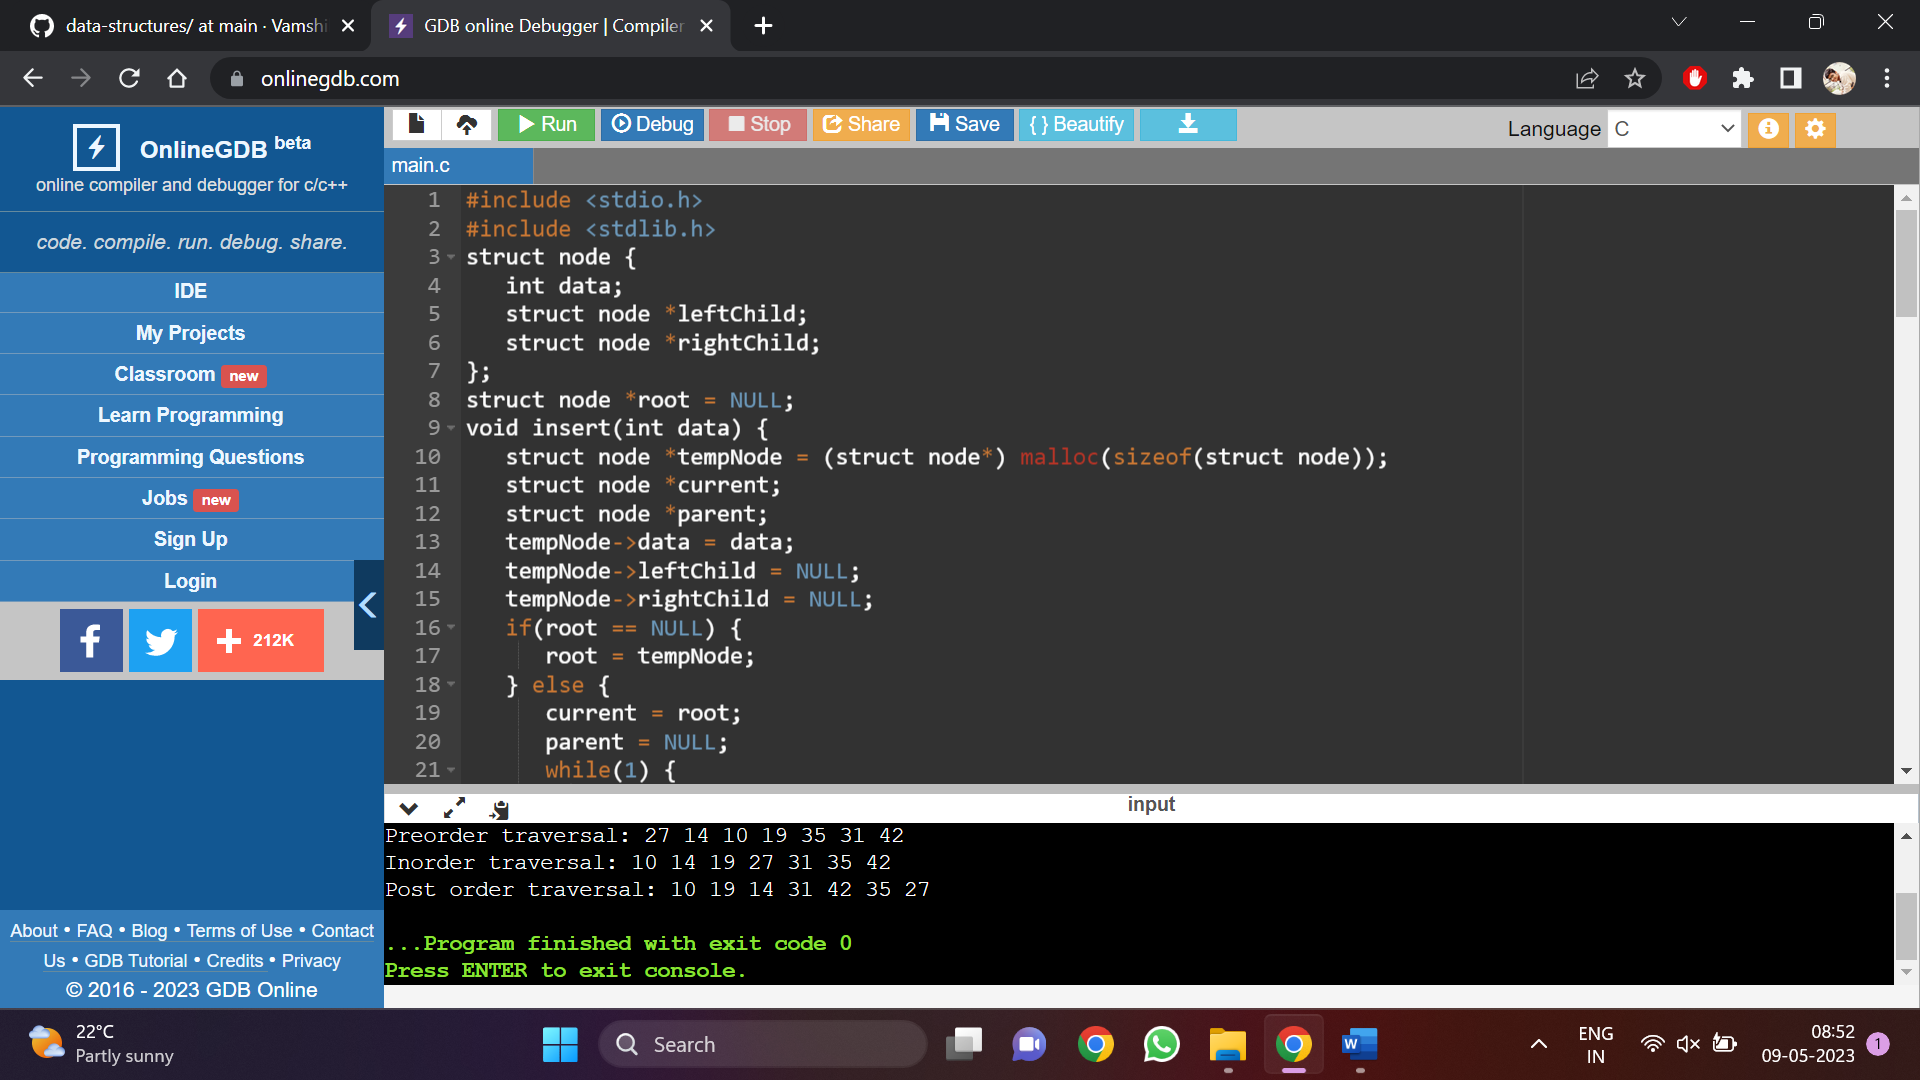 data-structures/ at main · Vamshi
GDB online Debugger | Compiler
onlinegdb.com
OnlineGDB beta
online compiler and debugger for c/c++
code. compile. run. debug. share.
IDE
My Projects
Classroom new
Learn Programming
Programming Questions
Jobs new
Sign Up
Login
212K
About • FAQ • Blog • Terms of Use • Contact
Us • GDB Tutorial • Credits • Privacy
© 2016 - 2023 GDB Online
Run Debug Stop Share Save { } Beautify
Language C
main.c
1 #include <stdio.h>
2 #include <stdlib.h>
3 struct node {
4 int data;
5 struct node *leftChild;
6 struct node *rightChild;
7 };
8 struct node *root = NULL;
9 void insert(int data) {
10 struct node *tempNode = (struct node*) malloc(sizeof(struct node));
11 struct node *current;
12 struct node *parent;
13 tempNode->data = data;
14 tempNode->leftChild = NULL;
15 tempNode->rightChild = NULL;
16 if(root == NULL) {
17 root = tempNode;
18 } else {
19 current = root;
20 parent = NULL;
21 while(1) {
input
Preorder traversal: 27 14 10 19 35 31 42
Inorder traversal: 10 14 19 27 31 35 42
Post order traversal: 10 19 14 31 42 35 27
...Program finished with exit code 0
Press ENTER to exit console.
22°C
Partly sunny
Search
W
ENG
IN
08:52
09-05-2023
1